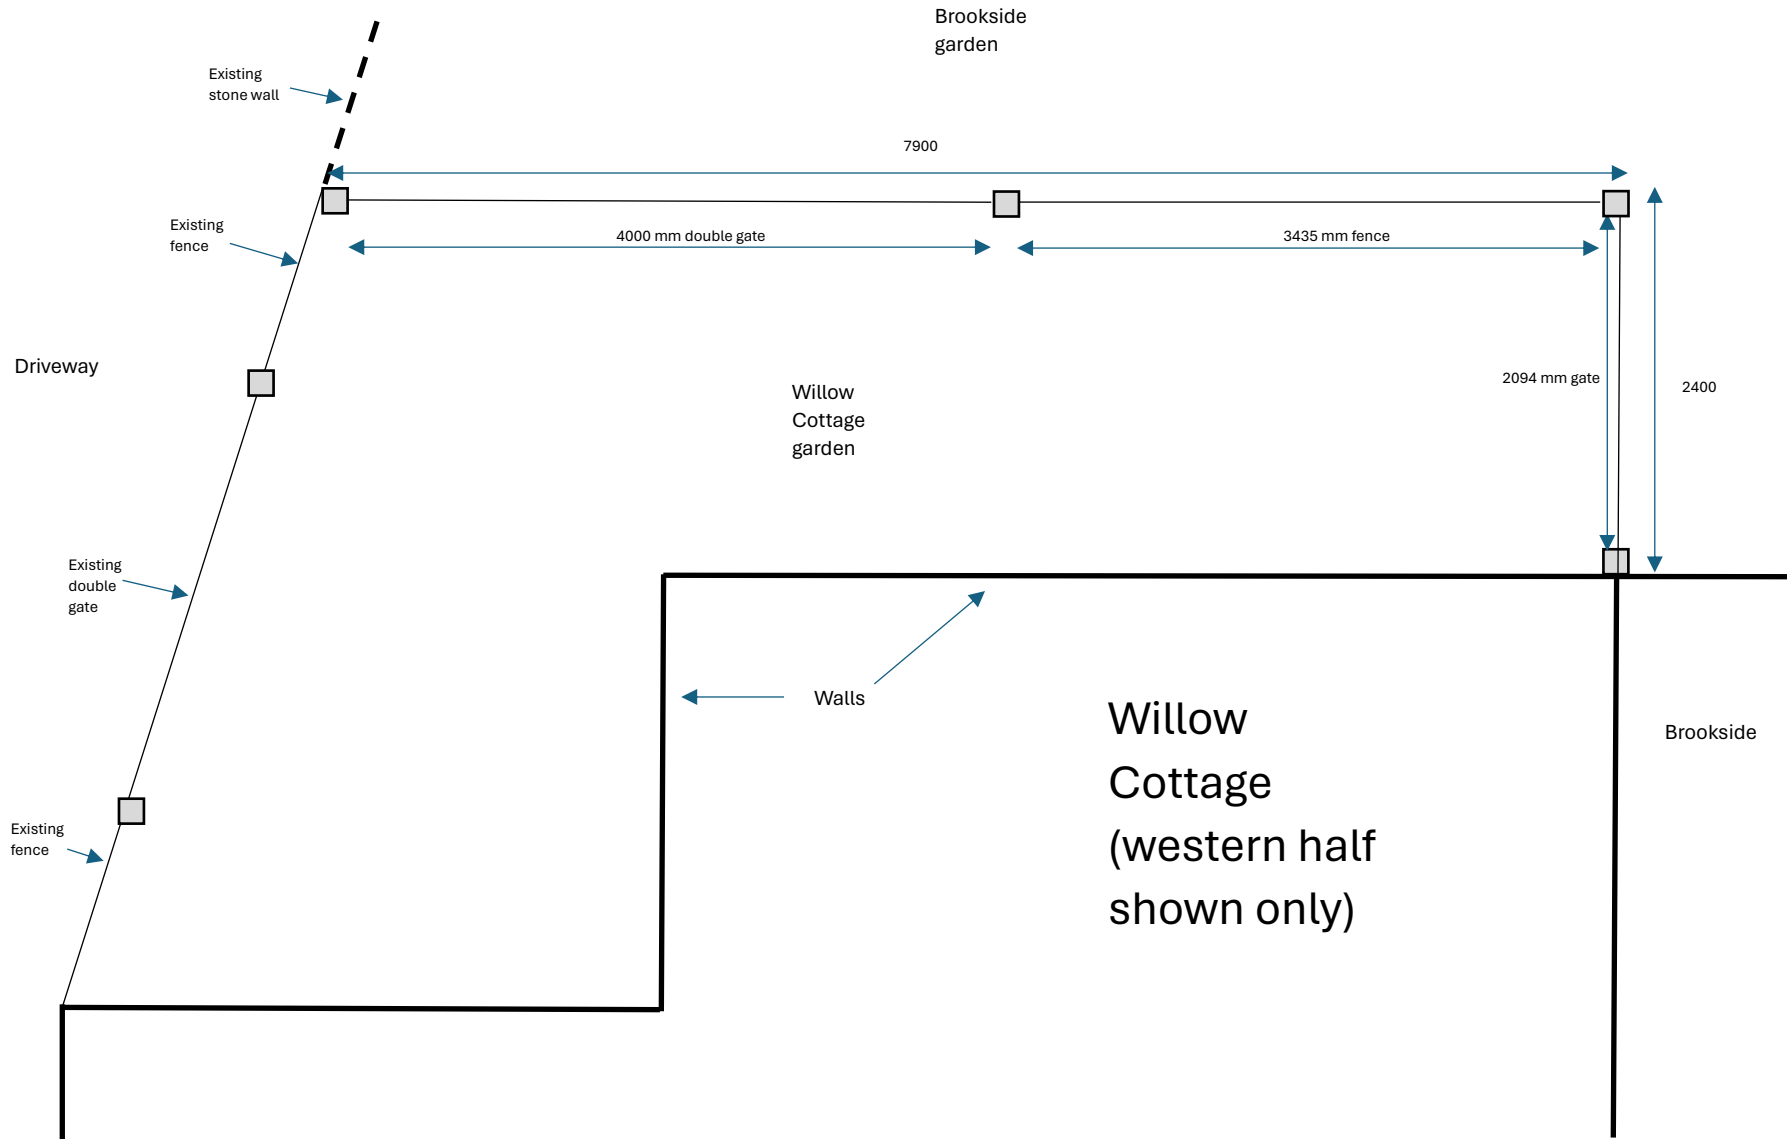 Brookside
garden
Existing
stone wall
7900
Existing
fence
4000 mm double gate
3435 mm fence
Driveway
2094 mm gate
2400
Willow
Cottage
garden
Existing
double
gate
Walls
Willow
Cottage
(western half
shown only)
Brookside
Existing
fence